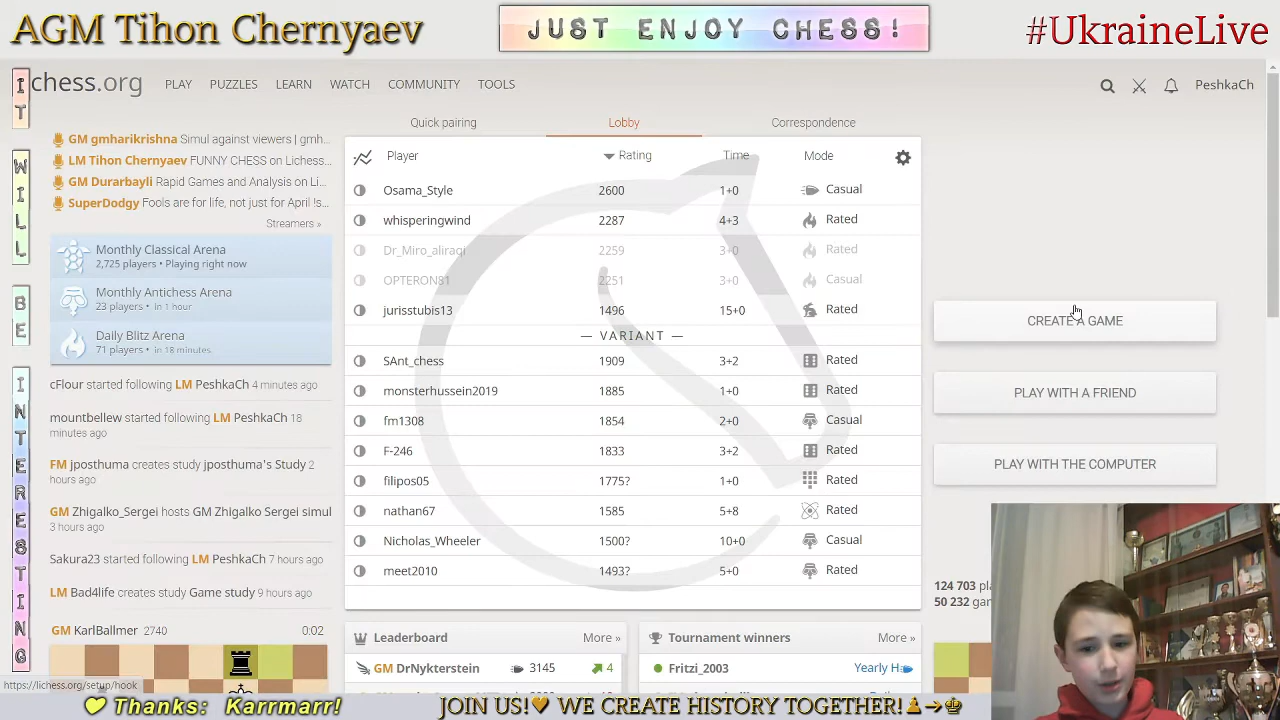 AGM Tihon Chernyaev
JUST ENJOY CHESS!
#UkraineLive
IT WILL BE INTERESTING
chess.org
PLAY PUZZLES LEARN WATCH COMMUNITY TOOLS
PeshkaCh
GM gmharikrishna Simul against viewers | gmh...
LM Tihon Chernyaev FUNNY CHESS on Lichess...
GM Durarbayli Rapid Games and Analysis on Li...
SuperDodgy Fools are for life, not just for April !s...
Streamers »
Monthly Classical Arena
2,725 players • Playing right now
Monthly Antichess Arena
23 players • in 1 hour
Daily Blitz Arena
71 players • in 18 minutes
cFlour started following LM PeshkaCh 4 minutes ago
mountbellew started following LM PeshkaCh 18
minutes ago
FM jposthuma creates study jposthuma's Study 2
hours ago
GM Zhigalko_Sergei hosts GM Zhigalko Sergei simul
3 hours ago
Sakura23 started following LM PeshkaCh 7 hours ago
LM Bad4life creates study Game study 9 hours ago
GM KarlBallmer 2740 0:02
https://lichess.org/setup/hook
Quick pairing Lobby Correspondence
Player Rating Time Mode
Osama_Style 2600 1+0 Casual
whisperingwind 2287 4+3 Rated
Dr_Miro_aliraqi 2259 3+0 Rated
OPTERON81 2251 3+0 Casual
jurisstubis13 1496 15+0 Rated
— VARIANT —
SAnt_chess 1909 3+2 Rated
monsterhussein2019 1885 1+0 Rated
fm1308 1854 2+0 Casual
F-246 1833 3+2 Rated
filipos05 1775? 1+0 Rated
nathan67 1585 5+8 Rated
Nicholas_Wheeler 1500? 10+0 Casual
meet2010 1493? 5+0 Rated
Leaderboard More »
GM DrNykterstein 3145 4
Tournament winners More »
Fritzi_2003 Yearly H
CREATE A GAME
PLAY WITH A FRIEND
PLAY WITH THE COMPUTER
124 703 pl
50 232 gam
Thanks: Karrmarr!
JOIN US! WE CREATE HISTORY TOGETHER!